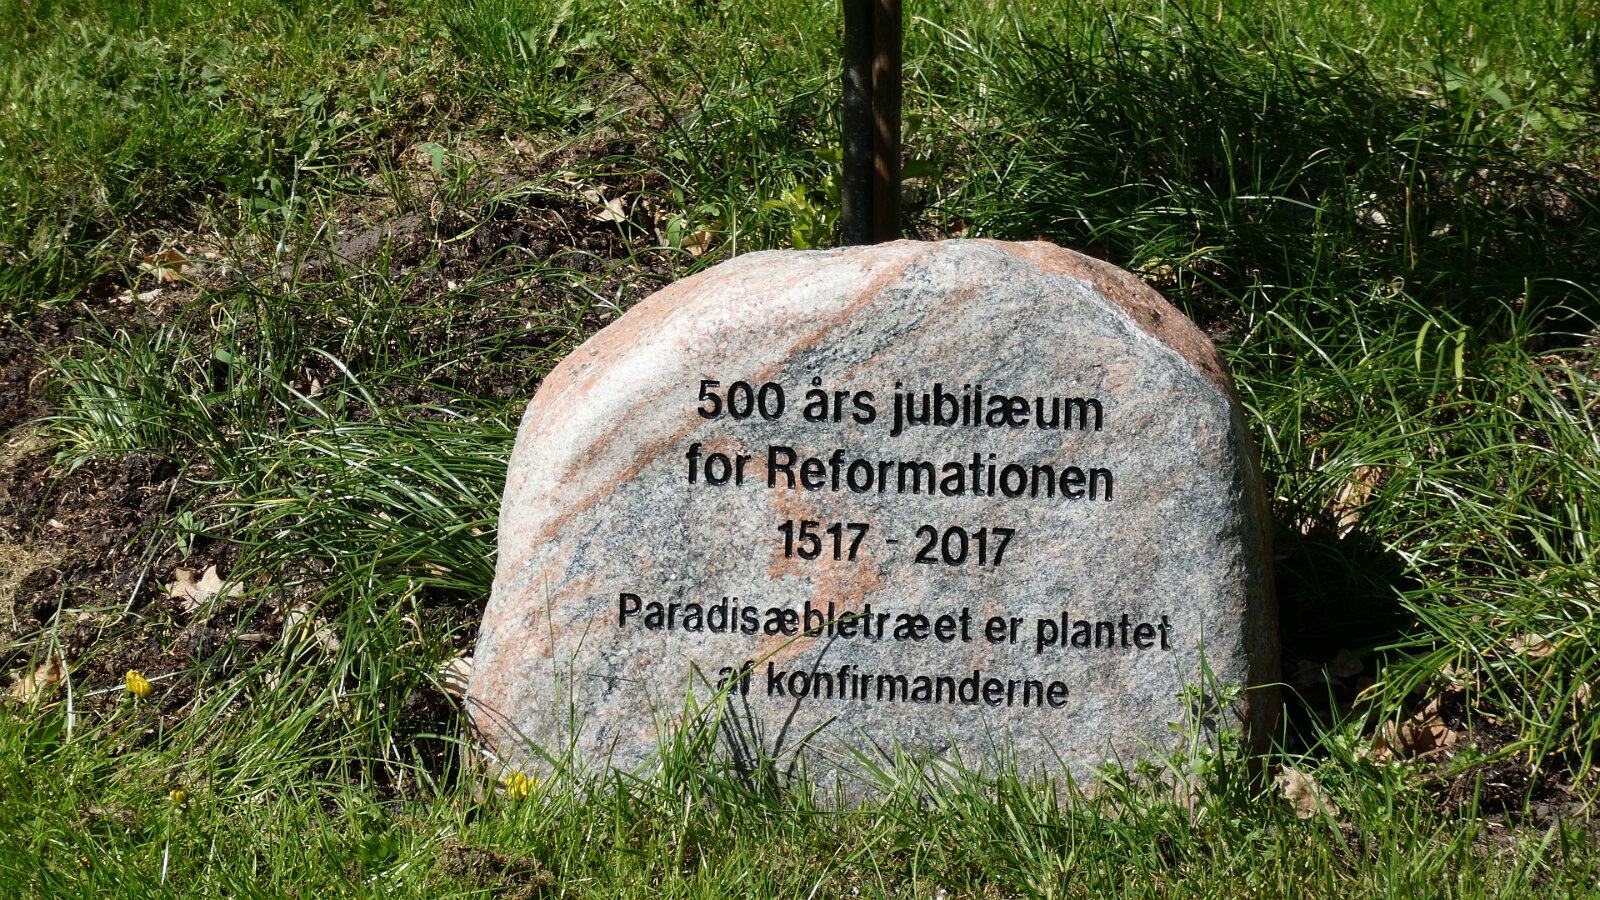 500 års jubilæum
for Reformationen
1517 - 2017
Paradisæbletræet er plantet
af konfirmanderne